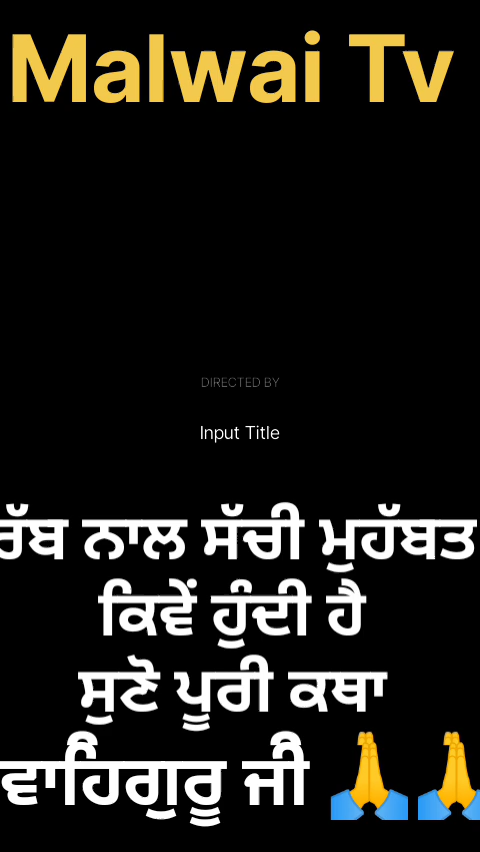 Malwai Tv
DIRECTED BY
Input Title
ਰੱਬ ਨਾਲ ਸੱਚੀ ਮੁਹੱਬਤ
ਕਿਵੇਂ ਹੁੰਦੀ ਹੈ
ਸੁਣੋ ਪੂਰੀ ਕਥਾ
ਵਾਹਿਗੁਰੂ ਜੀ 🙏🙏